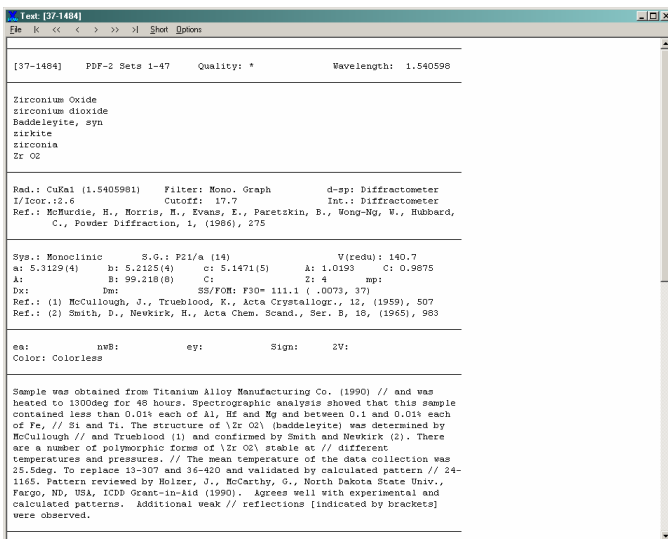 Text: [37-1484]
File |< << < > >> >| Short Options
[37-1484] PDF-2 Sets 1-47 Quality: * Wavelength: 1.540598
Zirconium Oxide
zirconium dioxide
Baddeleyite, syn
zirkite
zirconia
Zr O2
Rad.: CuKa1 (1.5405981) Filter: Mono. Graph d-sp: Diffractometer
I/Icor.:2.6 Cutoff: 17.7 Int.: Diffractometer
Ref.: McMurdie, H., Morris, M., Evans, E., Paretzkin, B., Wong-Ng, W., Hubbard,
C., Powder Diffraction, 1, (1986), 275
Sys.: Monoclinic S.G.: P21/a (14) V(redu): 140.7
a: 5.3129(4) b: 5.2125(4) c: 5.1471(5) A: 1.0193 C: 0.9875
A: B: 99.218(8) C: Z: 4 mp:
Dx: Dm: SS/FOM: F30= 111.1 ( .0073, 37)
Ref.: (1) McCullough, J., Trueblood, K., Acta Crystallogr., 12, (1959), 507
Ref.: (2) Smith, D., Newkirk, H., Acta Chem. Scand., Ser. B, 18, (1965), 983
ea: nwB: ey: Sign: 2V:
Color: Colorless
Sample was obtained from Titanium Alloy Manufacturing Co. (1990) // and was
heated to 1300deg for 48 hours. Spectrographic analysis showed that this sample
contained less than 0.01% each of Al, Hf and Mg and between 0.1 and 0.01% each
of Fe, // Si and Ti. The structure of \Zr O2\ (baddeleyite) was determined by
McCullough // and Trueblood (1) and confirmed by Smith and Newkirk (2). There
are a number of polymorphic forms of \Zr O2\ stable at // different
temperatures and pressures. // The mean temperature of the data collection was
25.5deg. To replace 13-307 and 36-420 and validated by calculated pattern // 24-
1165. Pattern reviewed by Holzer, J., McCarthy, G., North Dakota State Univ.,
Fargo, ND, USA, ICDD Grant-in-Aid (1990). Agrees well with experimental and
calculated patterns. Additional weak // reflections [indicated by brackets]
were observed.